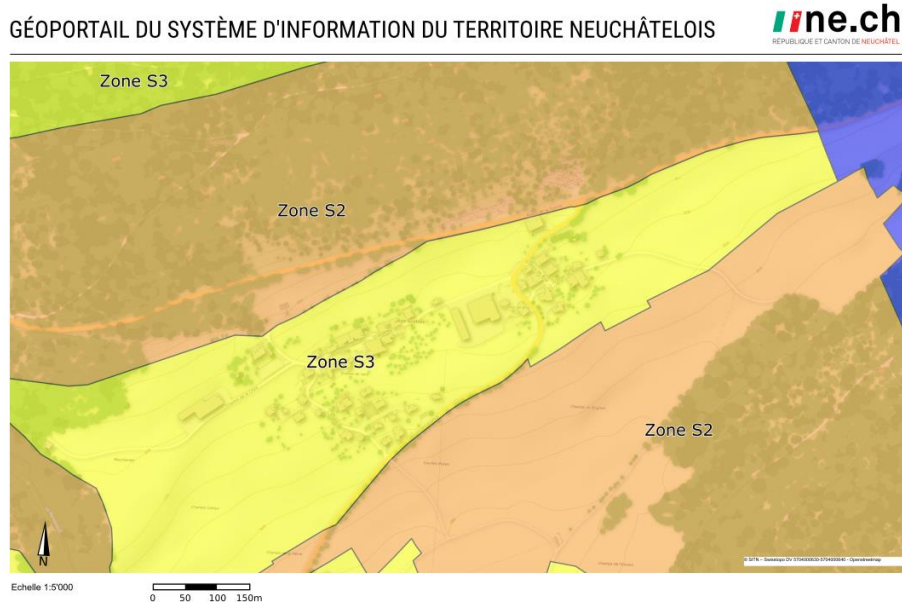 GÉOPORTAIL DU SYSTÈME D'INFORMATION DU TERRITOIRE NEUCHÂTELOIS
ne.ch
RÉPUBLIQUE ET CANTON DE NEUCHÂTEL
Zone S3
Zone S2
Zone S3
Zone S2
N
Echelle 1:5'000
0 50 100 150m